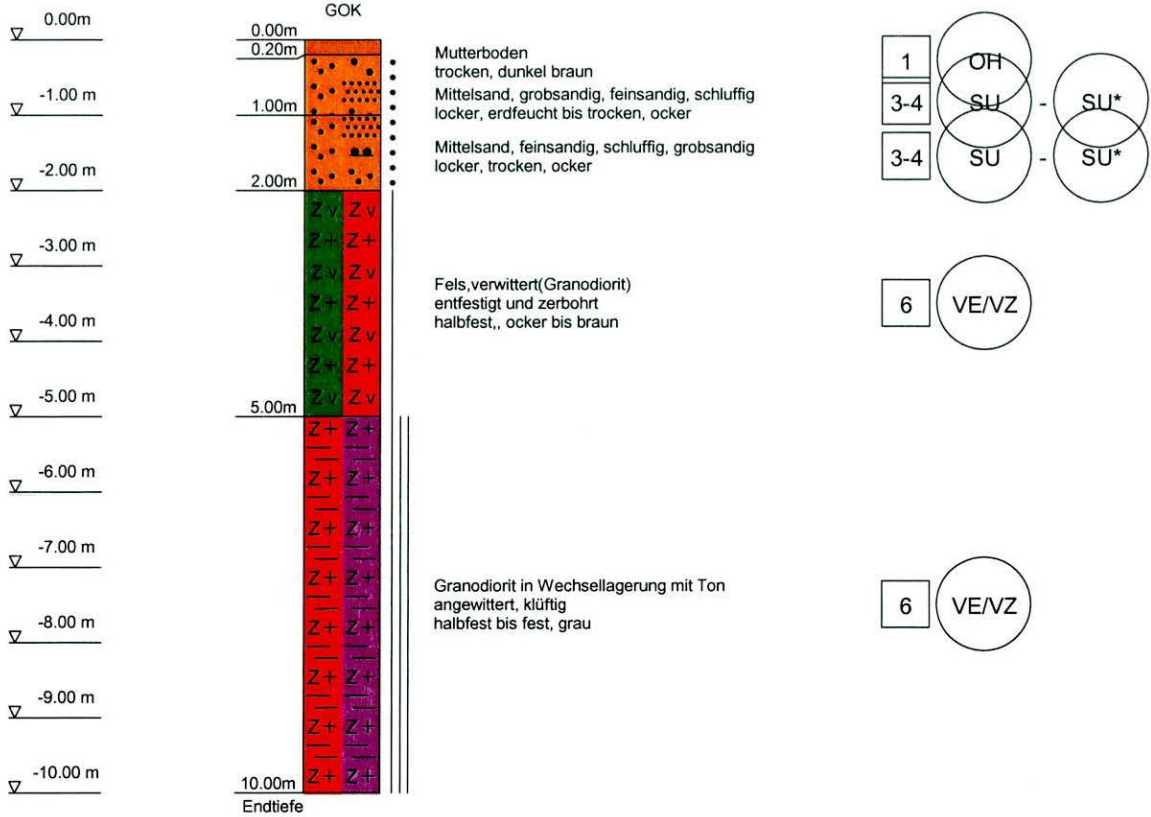 GOK
0.00m
-1.00 m
-2.00 m
-3.00 m
-4.00 m
-5.00 m
-6.00 m
-7.00 m
-8.00 m
-9.00 m
-10.00 m
0.00m
0.20m
1.00m
2.00m
5.00m
10.00m
Endtiefe
Z v Z v
Z + Z +
Z v Z v
Z + Z +
Z v Z v
Z + Z +
Z v Z v
Z + Z +
Z + Z +
Z + Z +
Z + Z +
Z + Z +
Z + Z +
Z + Z +
Z + Z +
Mutterboden
trocken, dunkel braun
Mittelsand, grobsandig, feinsandig, schluffig
locker, erdfeucht bis trocken, ocker
Mittelsand, feinsandig, schluffig, grobsandig
locker, trocken, ocker
Fels,verwittert(Granodiorit)
entfestigt und zerbohrt
halbfest,, ocker bis braun
Granodiorit in Wechsellagerung mit Ton
angewittert, klüftig
halbfest bis fest, grau
1 OH
3-4 SU - SU*
3-4 SU - SU*
6 VE/VZ
6 VE/VZ